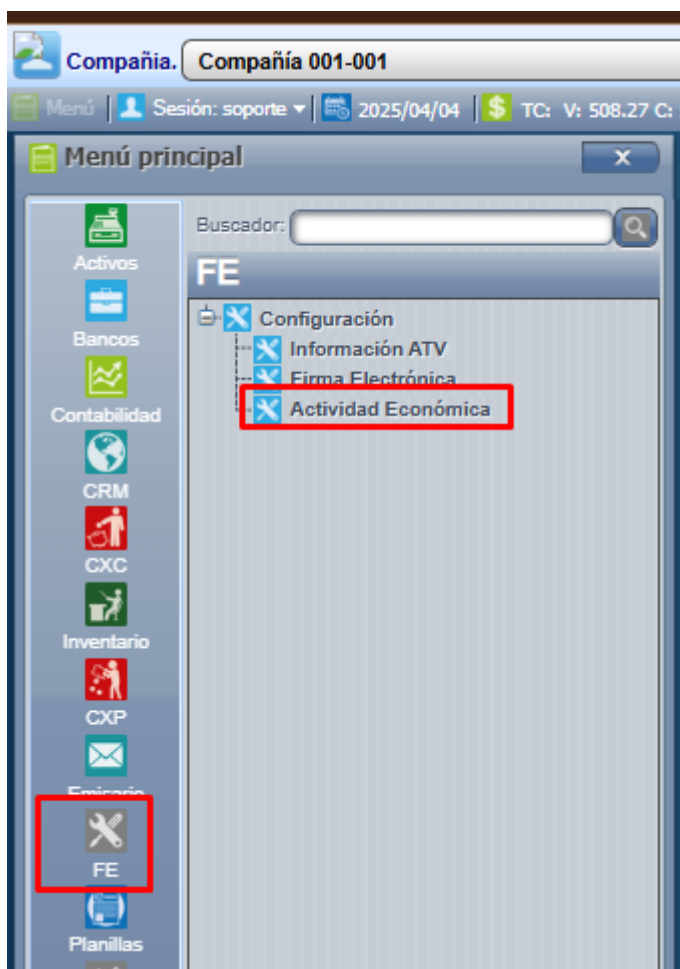 Compañia. Compañía 001-001
Menú Sesión: soporte 2025/04/04 $ TC: V: 508.27 C:
Menú principal x
Buscador:
FE
Activos
Bancos
Contabilidad
CRM
CXC
Inventario
CXP
Emisario
FE
Planillas
Configuración
Información ATV
Firma Electrónica
Actividad Económica